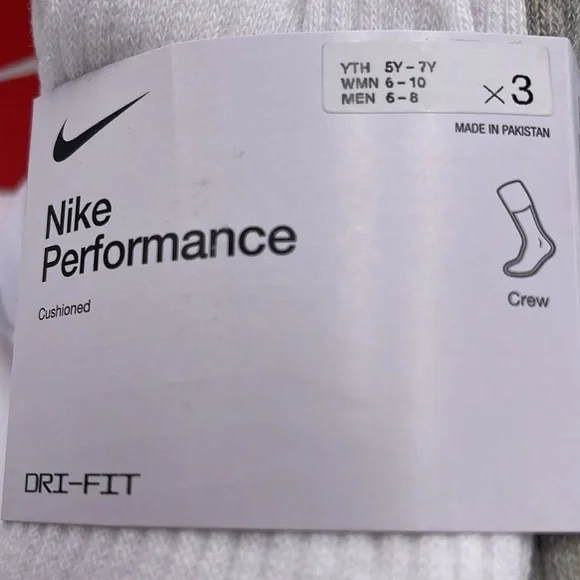 YTH 5Y-7Y
WMN 6-10
MEN 6-8
×3
MADE IN PAKISTAN
Nike
Performance
Cushioned
Crew
DRI-FIT